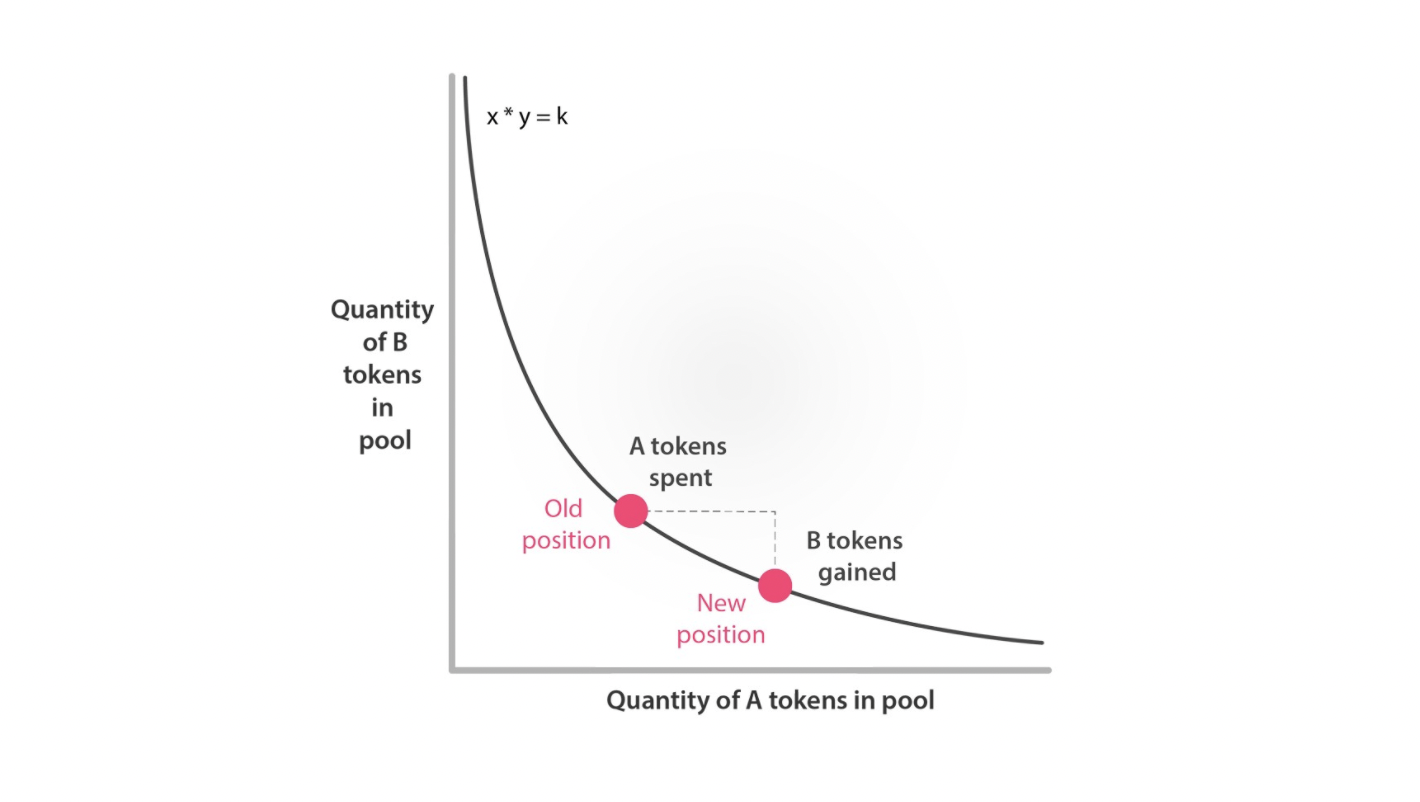 x * y = k
Quantity
of B
tokens
in
pool
A tokens
spent
Old
position
B tokens
gained
New
position
Quantity of A tokens in pool